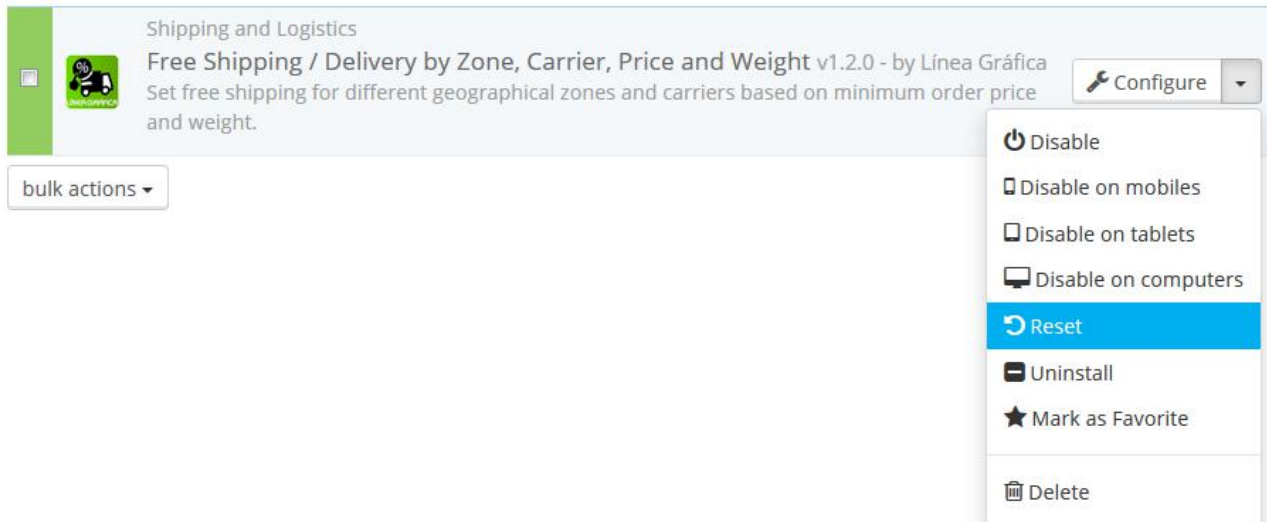 Shipping and Logistics
Free Shipping / Delivery by Zone, Carrier, Price and Weight v1.2.0 - by Línea Gráfica
Set free shipping for different geographical zones and carriers based on minimum order price
and weight.
%
LINEA GRÁFICA
Configure
bulk actions
Disable
Disable on mobiles
Disable on tablets
Disable on computers
Reset
Uninstall
Mark as Favorite
Delete